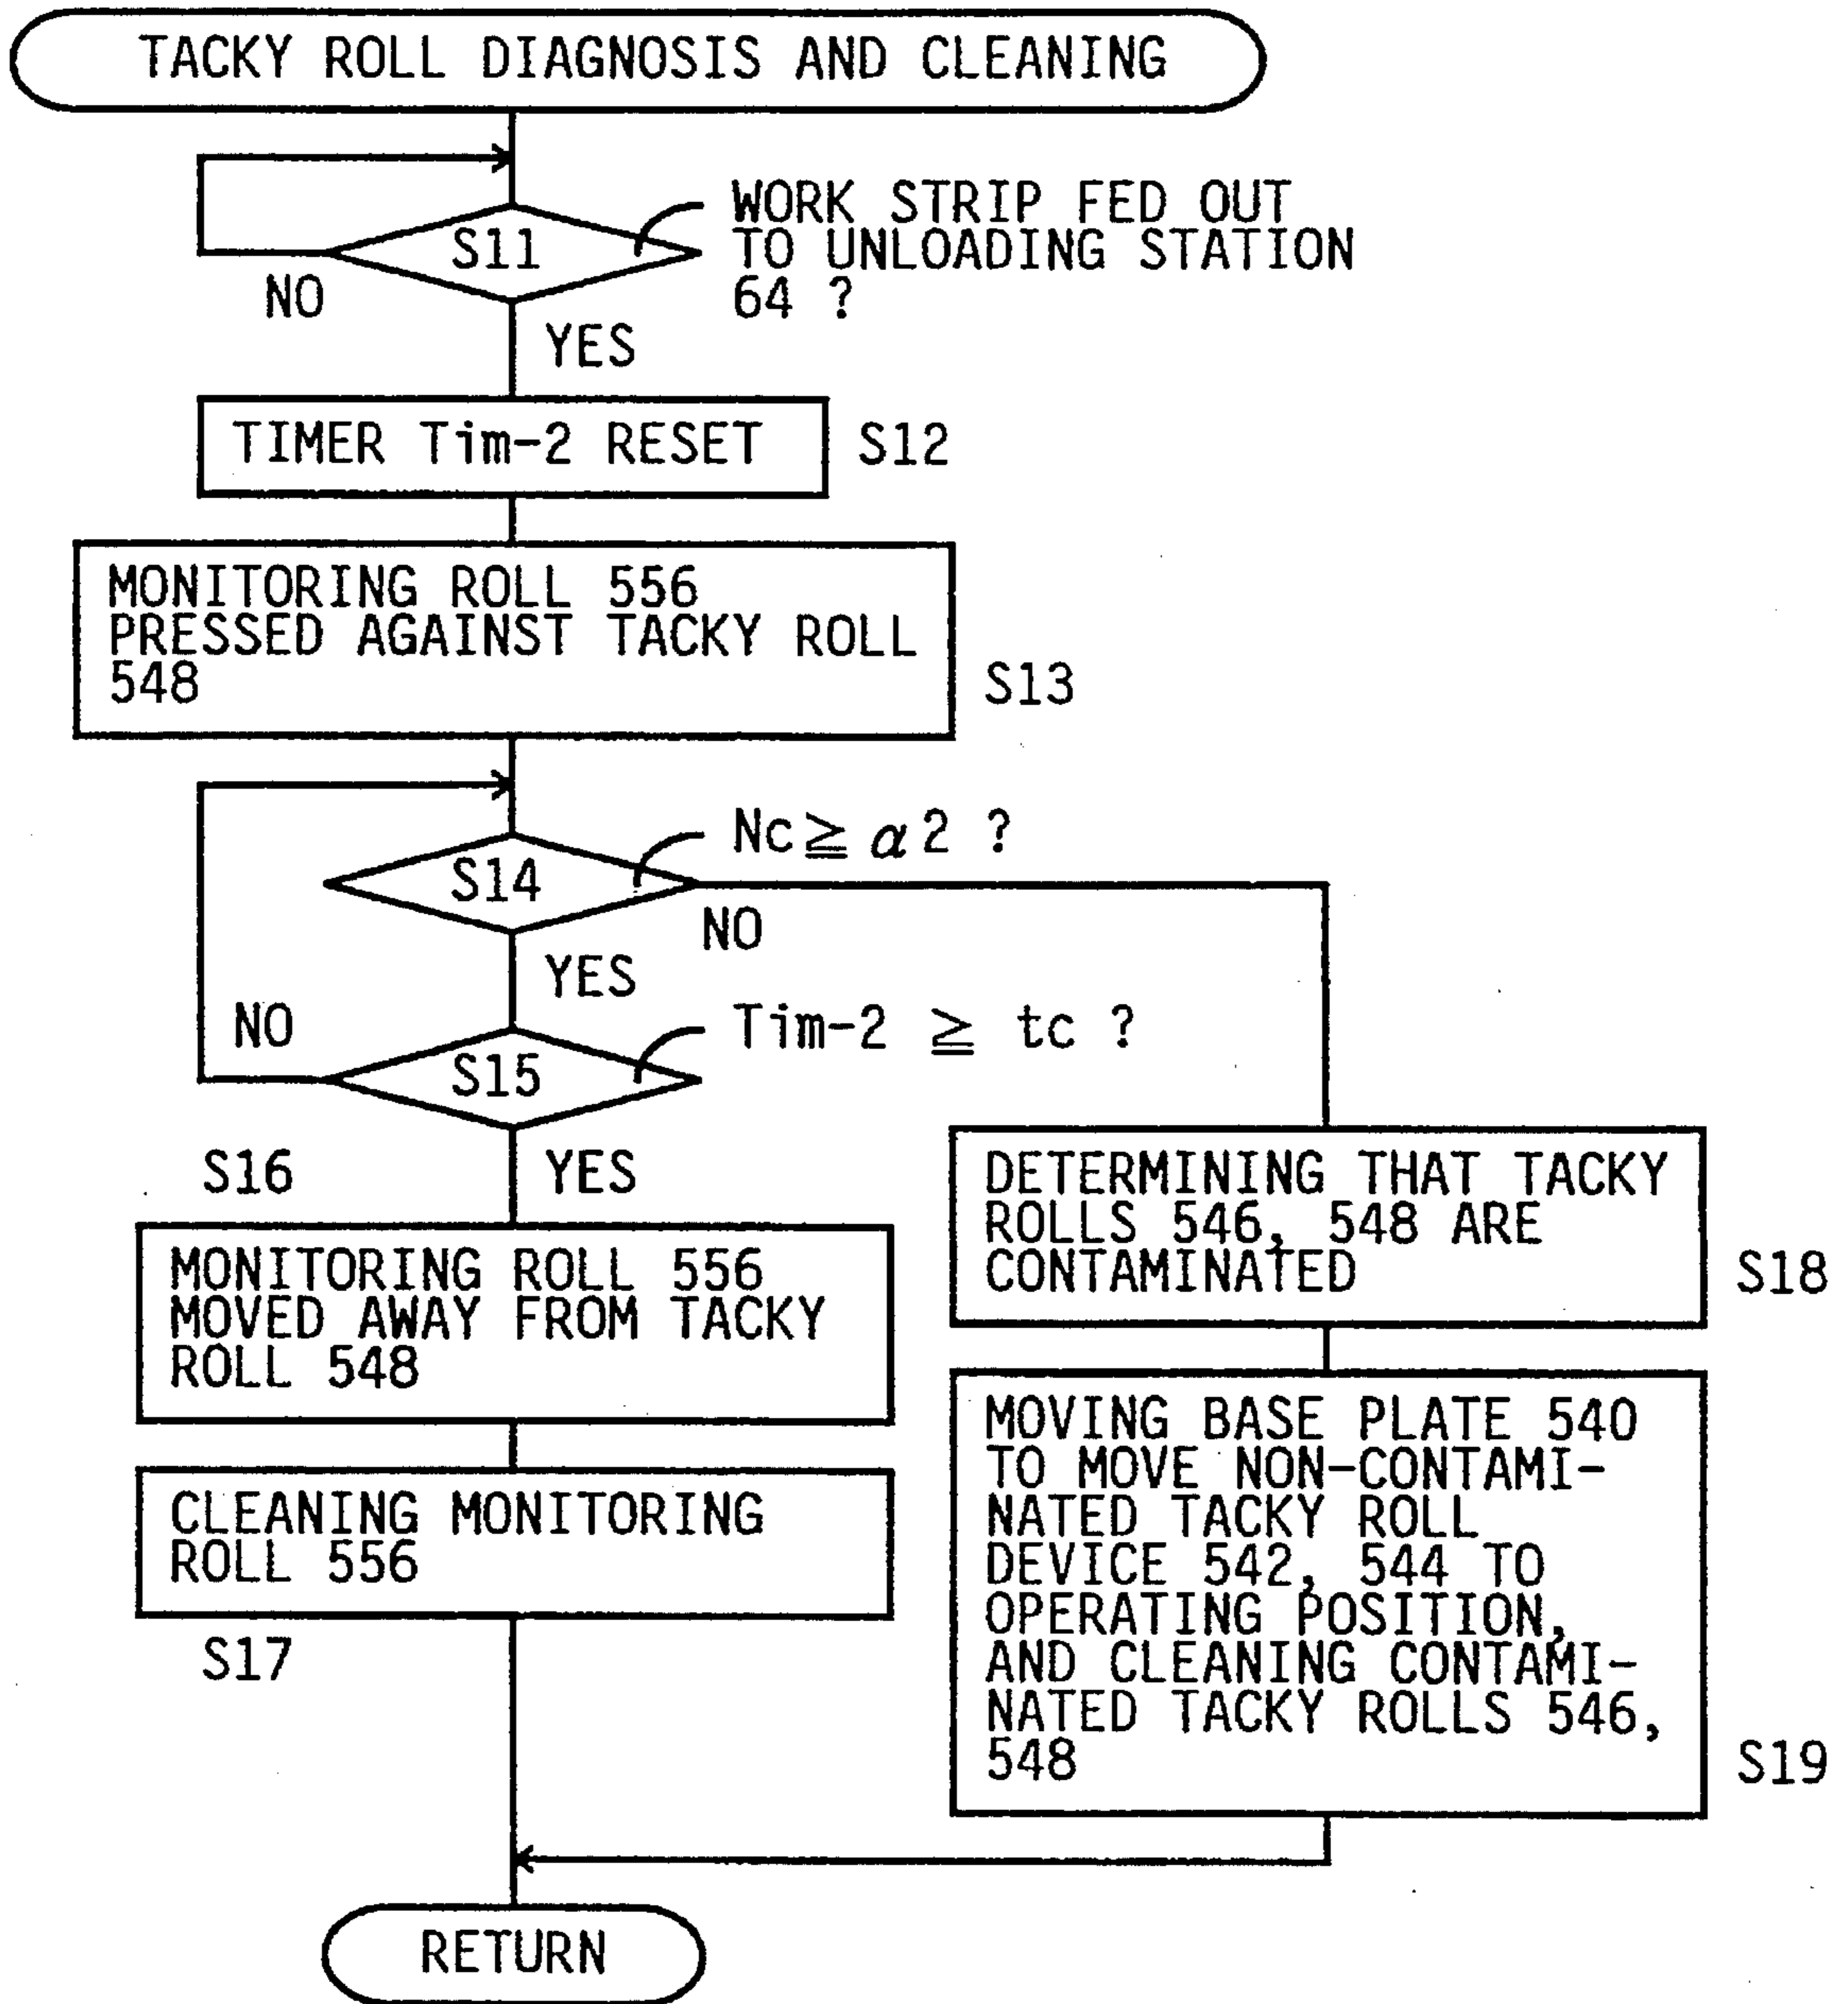 TACKY ROLL DIAGNOSIS AND CLEANING
WORK STRIP FED OUT
TO UNLOADING STATION
64 ?
S11
NO
YES
TIMER Tim-2 RESET
S12
MONITORING ROLL 556
PRESSED AGAINST TACKY ROLL
548
S13
Nc≧ α2 ?
S14
NO
YES
NO
Tim-2 ≧ tc ?
S15
S16
YES
MONITORING ROLL 556
MOVED AWAY FROM TACKY
ROLL 548
CLEANING MONITORING
ROLL 556
S17
DETERMINING THAT TACKY
ROLLS 546, 548 ARE
CONTAMINATED
S18
MOVING BASE PLATE 540
TO MOVE NON-CONTAMI-
NATED TACKY ROLL
DEVICE 542, 544 TO
OPERATING POSITION,
AND CLEANING CONTAMI-
NATED TACKY ROLLS 546,
548
S19
RETURN